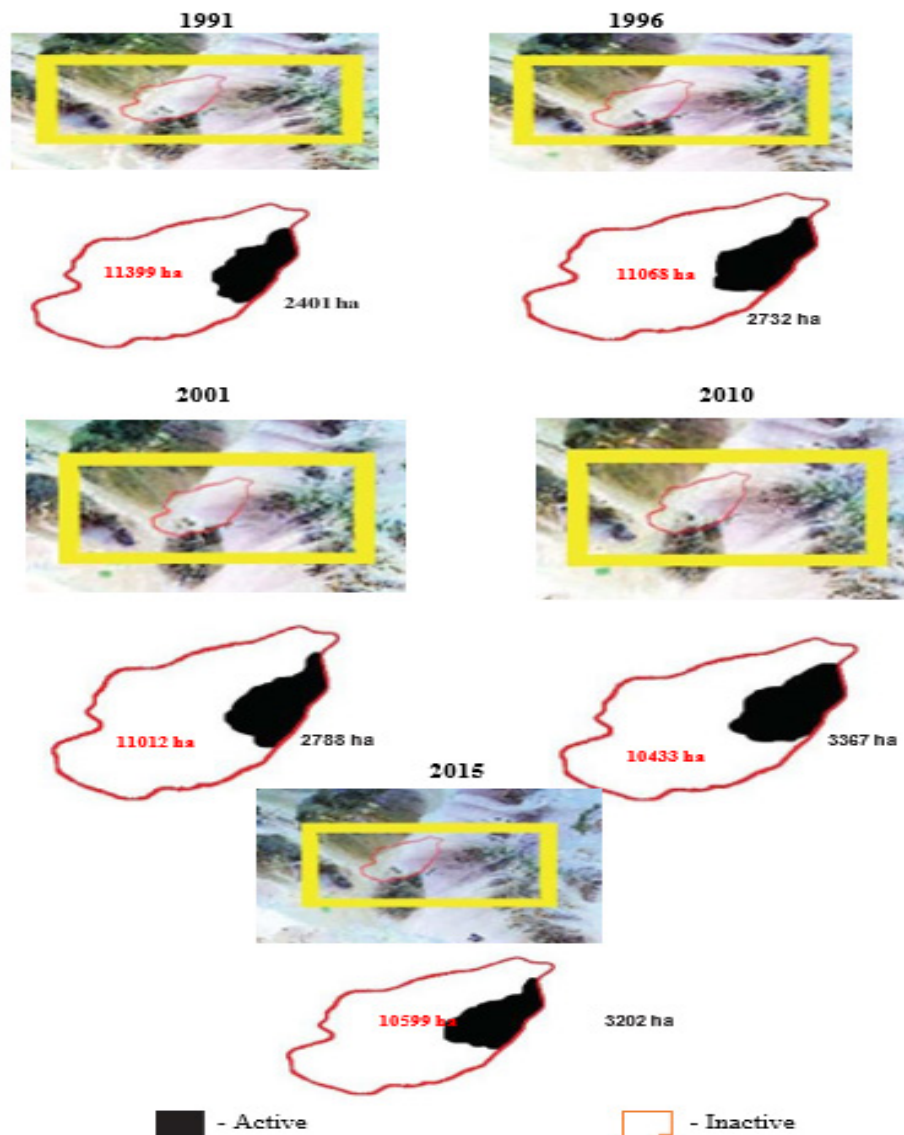 1991
1996
11399 ha
2401 ha
11068 ha
2732 ha
2001
2010
11012 ha
2788 ha
10433 ha
3367 ha
2015
10599 ha
3202 ha
- Active
- Inactive